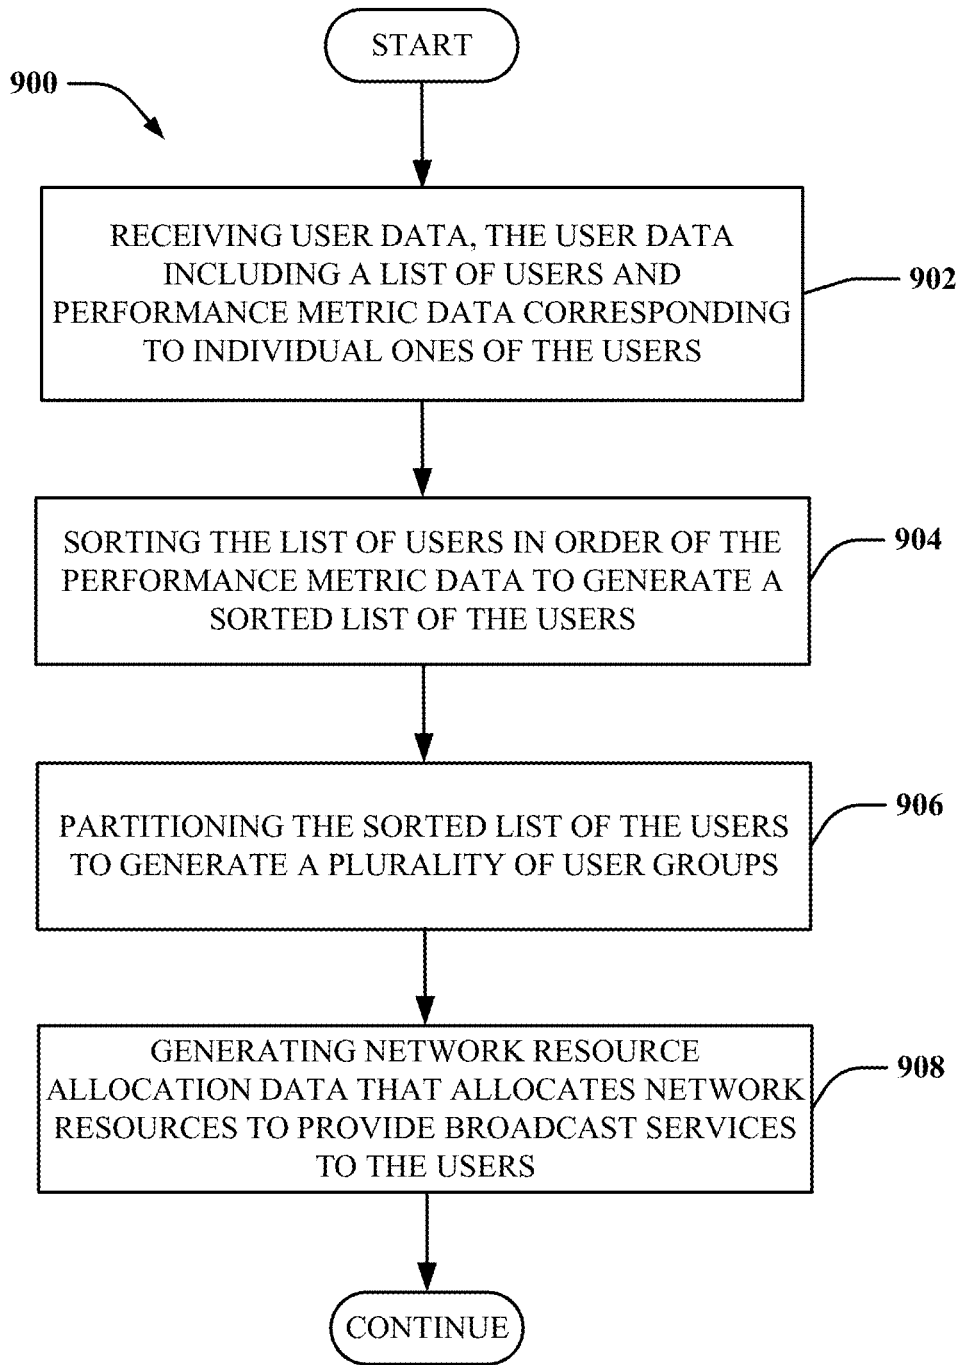 START
900
RECEIVING USER DATA, THE USER DATA
INCLUDING A LIST OF USERS AND
PERFORMANCE METRIC DATA CORRESPONDING
TO INDIVIDUAL ONES OF THE USERS
902
SORTING THE LIST OF USERS IN ORDER OF THE
PERFORMANCE METRIC DATA TO GENERATE A
SORTED LIST OF THE USERS
904
PARTITIONING THE SORTED LIST OF THE USERS
TO GENERATE A PLURALITY OF USER GROUPS
906
GENERATING NETWORK RESOURCE
ALLOCATION DATA THAT ALLOCATES NETWORK
RESOURCES TO PROVIDE BROADCAST SERVICES
TO THE USERS
908
CONTINUE